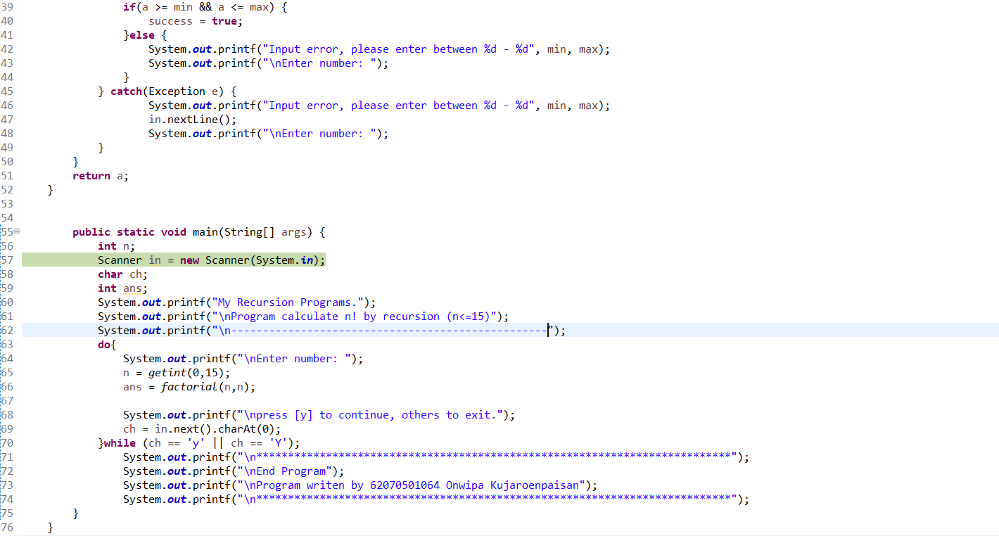 39 if(a >= min && a <= max) {
40 success = true;
41 }else {
42 System.out.printf("Input error, please enter between %d - %d", min, max);
43 System.out.printf("\nEnter number: ");
44 }
45 } catch(Exception e) {
46 System.out.printf("Input error, please enter between %d - %d", min, max);
47 in.nextLine();
48 System.out.printf("\nEnter number: ");
49 }
50 }
51 return a;
52 }
53
54
55 public static void main(String[] args) {
56 int n;
57 Scanner in = new Scanner(System.in);
58 char ch;
59 int ans;
60 System.out.printf("My Recursion Programs.");
61 System.out.printf("\nProgram calculate n! by recursion (n<=15)");
62 System.out.printf("\n--------------------------------------------------");
63 do{
64 System.out.printf("\nEnter number: ");
65 n = getint(0,15);
66 ans = factorial(n,n);
67
68 System.out.printf("\npress [y] to continue, others to exit.");
69 ch = in.next().charAt(0);
70 }while (ch == 'y' || ch == 'Y');
71 System.out.printf("\n***************************************************************************");
72 System.out.printf("\nEnd Program");
73 System.out.printf("\nProgram writen by 62070501064 Onwipa Kujaroenpaisan");
74 System.out.printf("\n***************************************************************************");
75 }
76 }